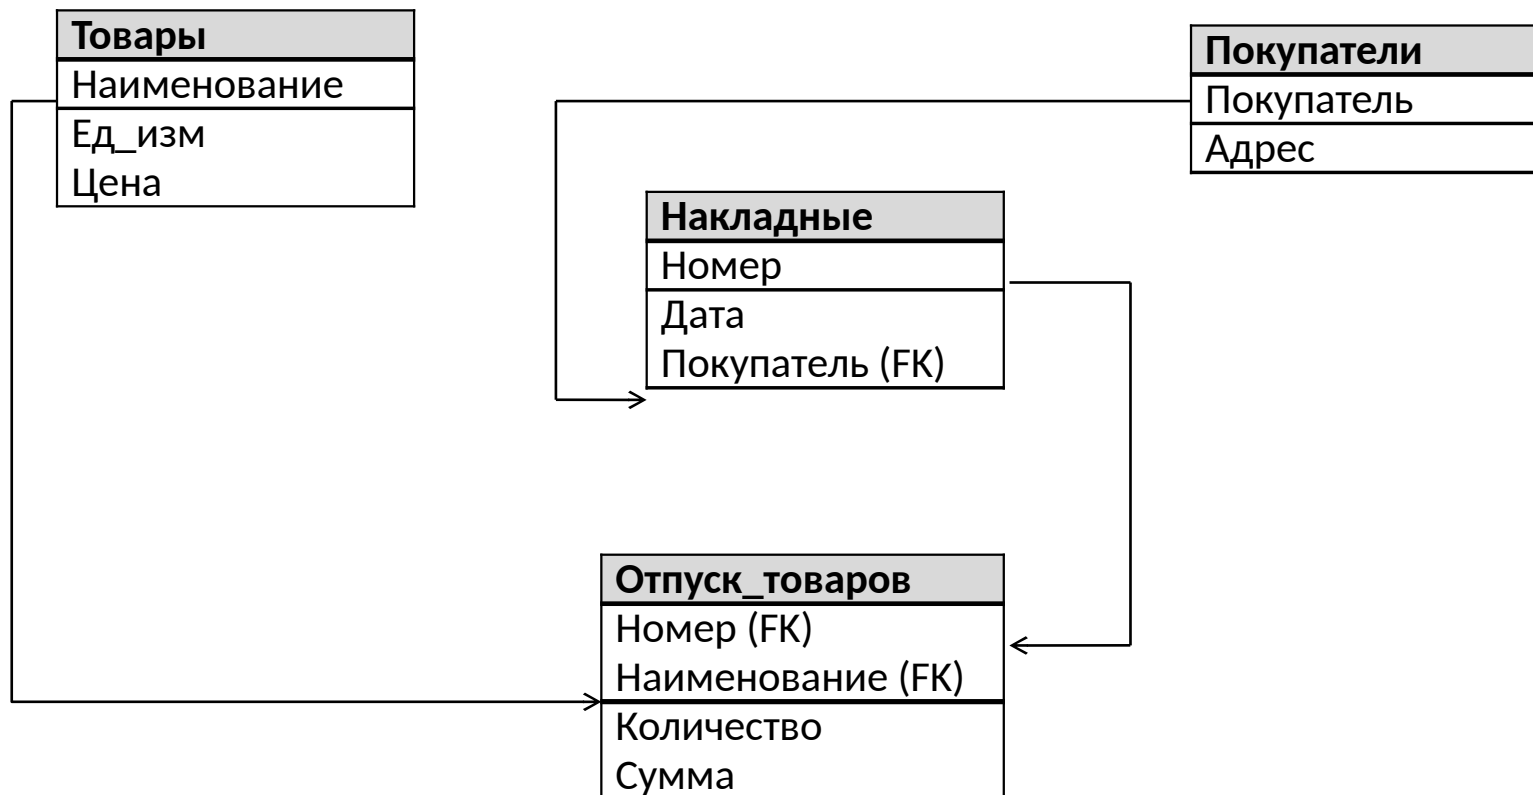 Товары
Наименование
Ед_изм
Цена
Покупатели
Покупатель
Адрес
Накладные
Номер
Дата
Покупатель (FK)
Отпуск_товаров
Номер (FK)
Наименование (FK)
Количество
Сумма